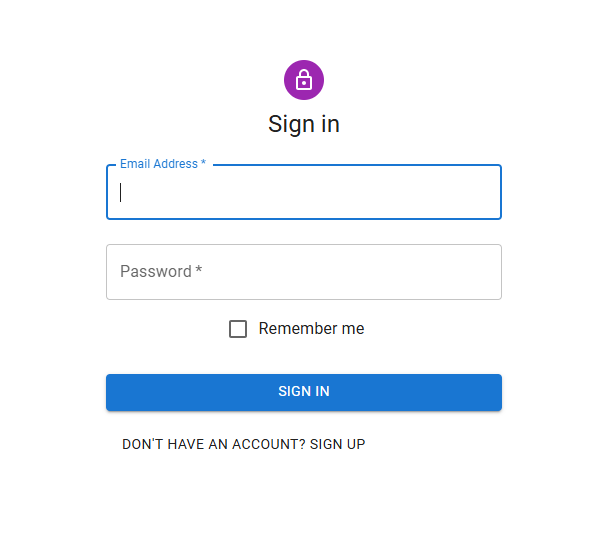 Sign in
Email Address *
Password *
Remember me
SIGN IN
DON'T HAVE AN ACCOUNT? SIGN UP